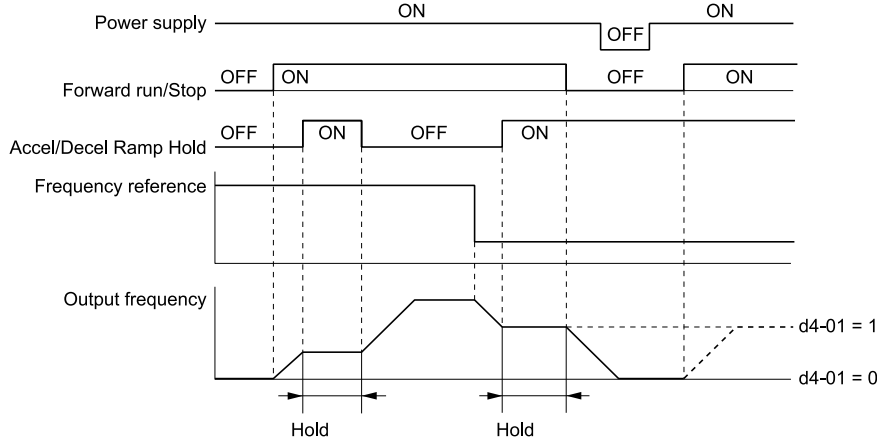 ON
ON
Power supply
OFF
OFF
ON
OFF
ON
Forward run/Stop
OFF
ON
OFF
ON
Accel/Decel Ramp Hold
Frequency reference
Output frequency
d4-01 = 1
d4-01 = 0
Hold
Hold